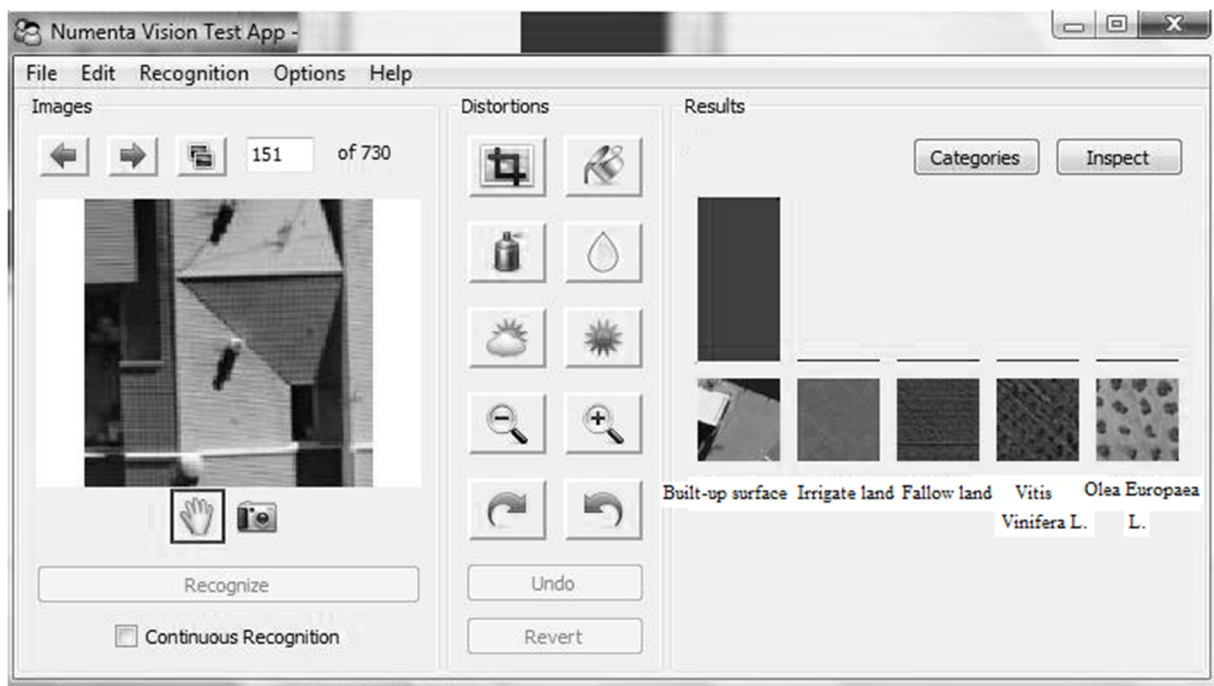 Numenta Vision Test App -
File Edit Recognition Options Help
Images
151 of 730
Recognize
Continuous Recognition
Distortions
Undo
Revert
Results
Categories Inspect
Built-up surface Irrigate land Fallow land Vitis Olea Europaea
Vinifera L. L.